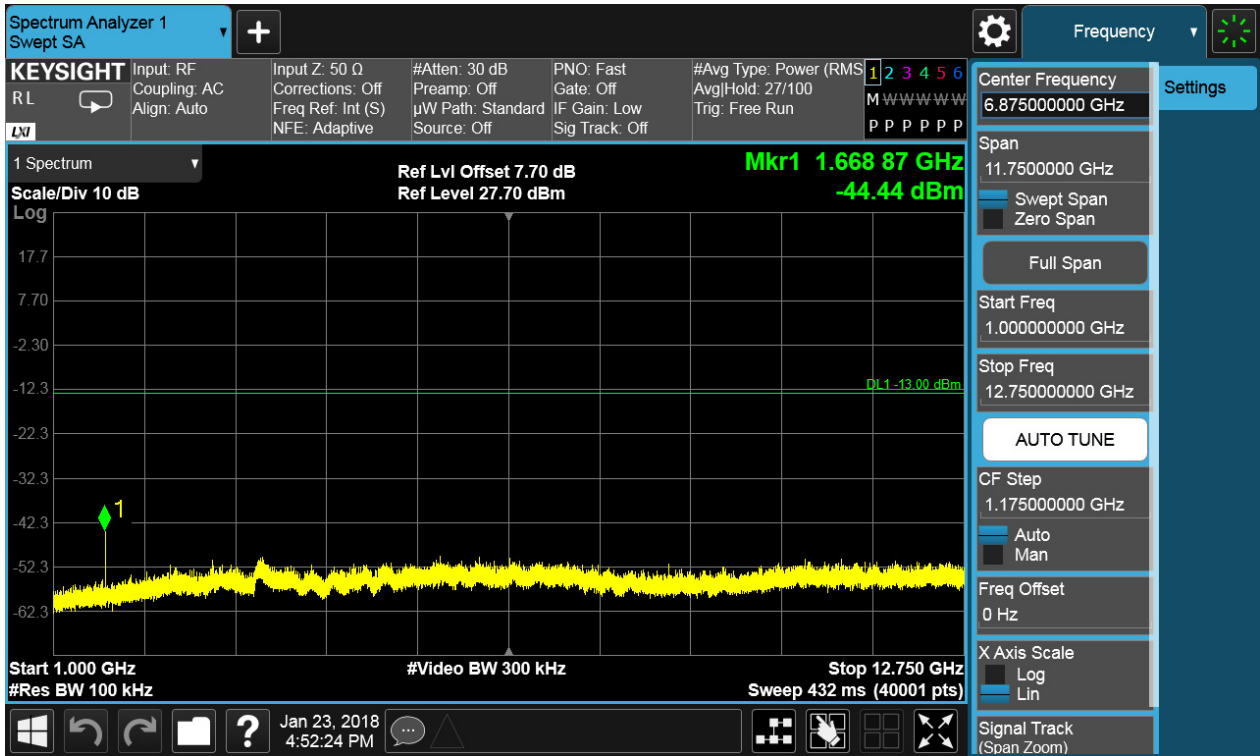 Spectrum Analyzer 1
Swept SA
Frequency
KEYSIGHT
R L
LXI
Input: RF
Coupling: AC
Align: Auto
Input Z: 50 Ω
Corrections: Off
Freq Ref: Int (S)
NFE: Adaptive
#Atten: 30 dB
Preamp: Off
µW Path: Standard
Source: Off
PNO: Fast
Gate: Off
IF Gain: Low
Sig Track: Off
#Avg Type: Power (RMS
Avg|Hold: 27/100
Trig: Free Run
1 2 3 4 5 6
M W W W W W
P P P P P P
1 Spectrum
Scale/Div 10 dB
Log
Ref Lvl Offset 7.70 dB
Ref Level 27.70 dBm
Mkr1 1.668 87 GHz
-44.44 dBm
17.7
7.70
-2.30
-12.3
-22.3
-32.3
-42.3
-52.3
-62.3
DL1 -13.00 dBm
1
Start 1.000 GHz
#Res BW 100 kHz
#Video BW 300 kHz
Stop 12.750 GHz
Sweep 432 ms (40001 pts)
Center Frequency
6.875000000 GHz
Settings
Span
11.7500000 GHz
Swept Span
Zero Span
Full Span
Start Freq
1.000000000 GHz
Stop Freq
12.750000000 GHz
AUTO TUNE
CF Step
1.175000000 GHz
Auto
Man
Freq Offset
0 Hz
X Axis Scale
Log
Lin
Signal Track
(Span Zoom)
?
Jan 23, 2018
4:52:24 PM